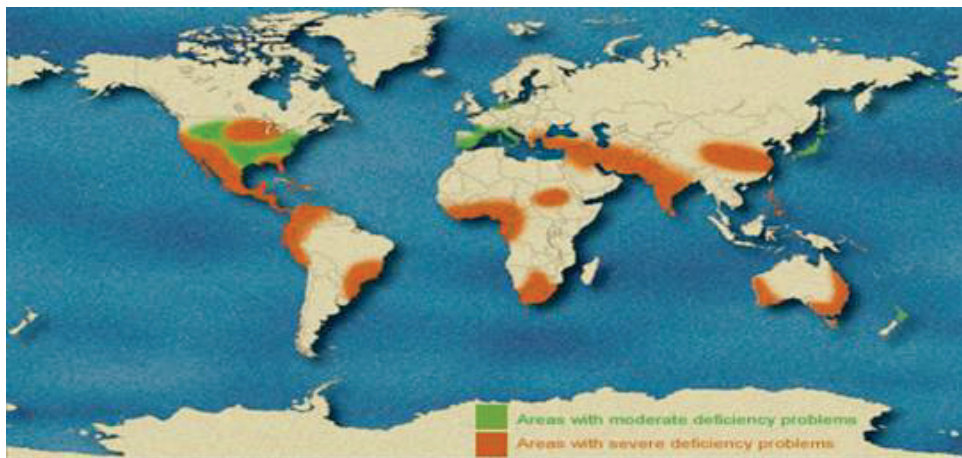 Areas with moderate deficiency problems
Areas with severe deficiency problems